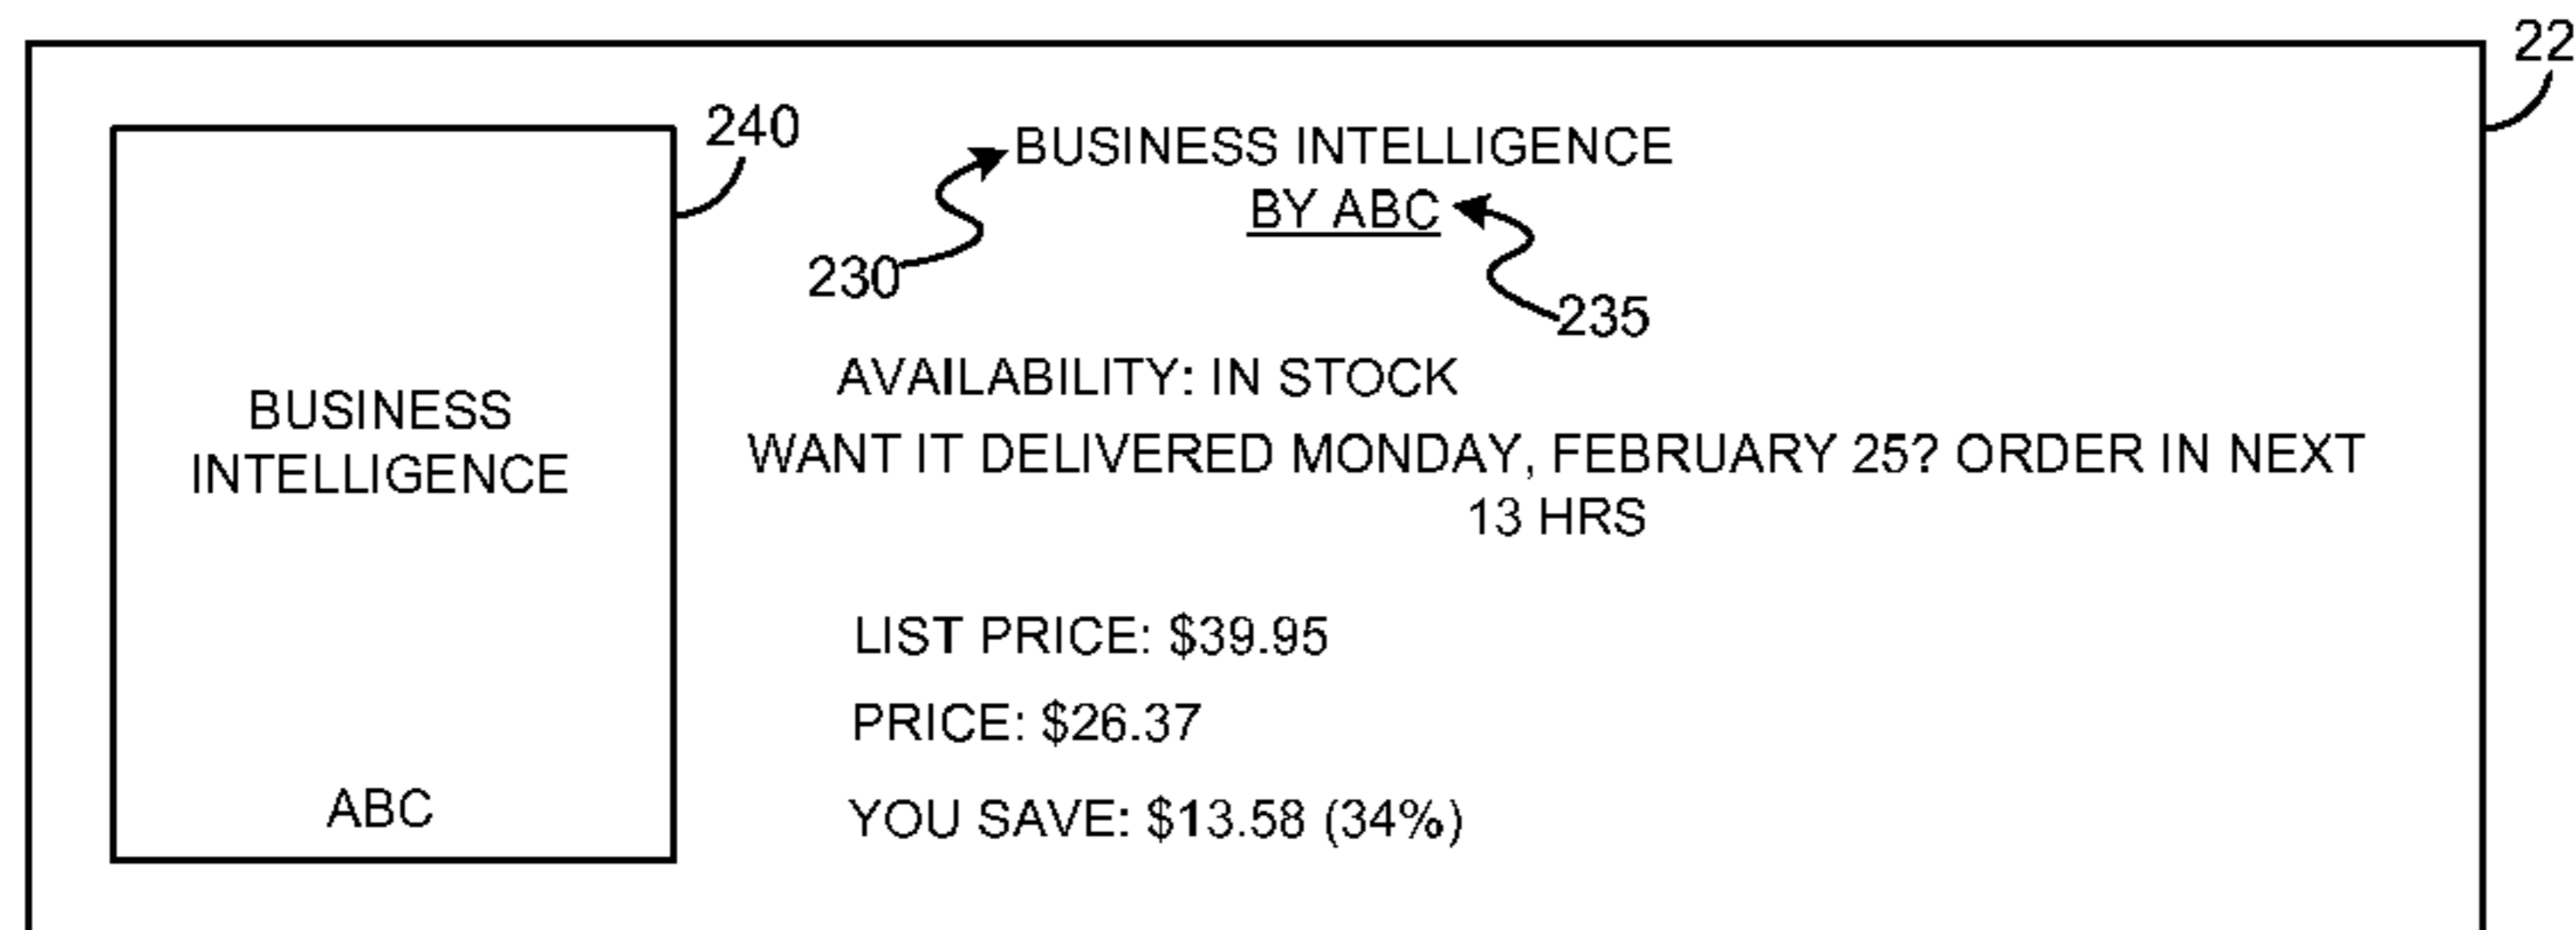 22
240
BUSINESS INTELLIGENCE
BY ABC
230
235
AVAILABILITY: IN STOCK
BUSINESS
INTELLIGENCE
WANT IT DELIVERED MONDAY, FEBRUARY 25? ORDER IN NEXT
13 HRS
LIST PRICE: $39.95
PRICE: $26.37
YOU SAVE: $13.58 (34%)
ABC